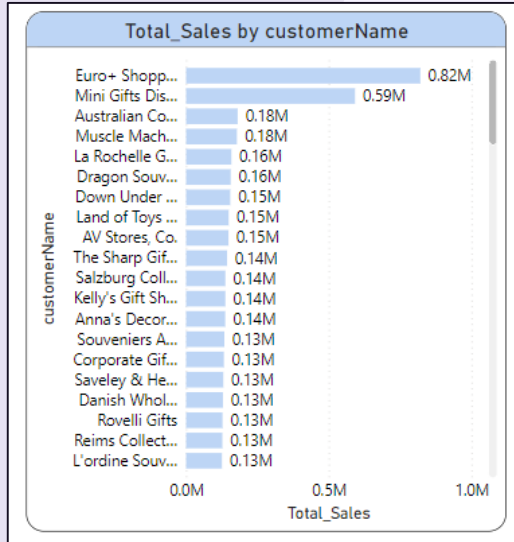 Total_Sales by customerName
Euro+ Shopp... 0.82M
Mini Gifts Dis... 0.59M
Australian Co... 0.18M
Muscle Mach... 0.18M
La Rochelle G... 0.16M
Dragon Souv... 0.16M
Down Under ... 0.15M
Land of Toys ... 0.15M
AV Stores, Co. 0.15M
The Sharp Gif... 0.14M
Salzburg Coll... 0.14M
Kelly's Gift Sh... 0.14M
Anna's Decor... 0.14M
Souveniers A... 0.13M
Corporate Gif... 0.13M
Saveley & He... 0.13M
Danish Whol... 0.13M
Rovelli Gifts 0.13M
Reims Collect... 0.13M
L'ordine Souv... 0.13M
customerName
0.0M 0.5M 1.0M
Total_Sales